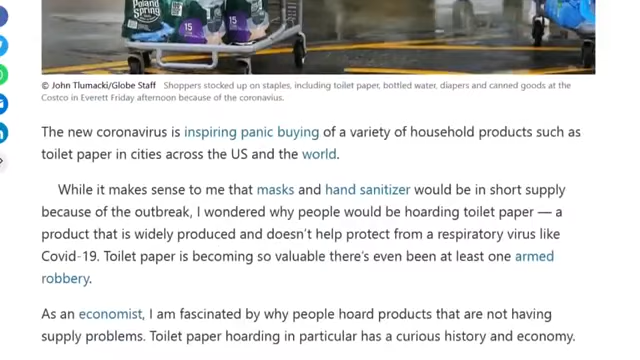 Poland
Spring
15
15
© John Tlumacki/Globe Staff Shoppers stocked up on staples, including toilet paper, bottled water, diapers and canned goods at the
Costco in Everett Friday afternoon because of the coronavius.
The new coronavirus is inspiring panic buying of a variety of household products such as
toilet paper in cities across the US and the world.
While it makes sense to me that masks and hand sanitizer would be in short supply
because of the outbreak, I wondered why people would be hoarding toilet paper — a
product that is widely produced and doesn't help protect from a respiratory virus like
Covid-19. Toilet paper is becoming so valuable there's even been at least one armed
robbery.
As an economist, I am fascinated by why people hoard products that are not having
supply problems. Toilet paper hoarding in particular has a curious history and economy.